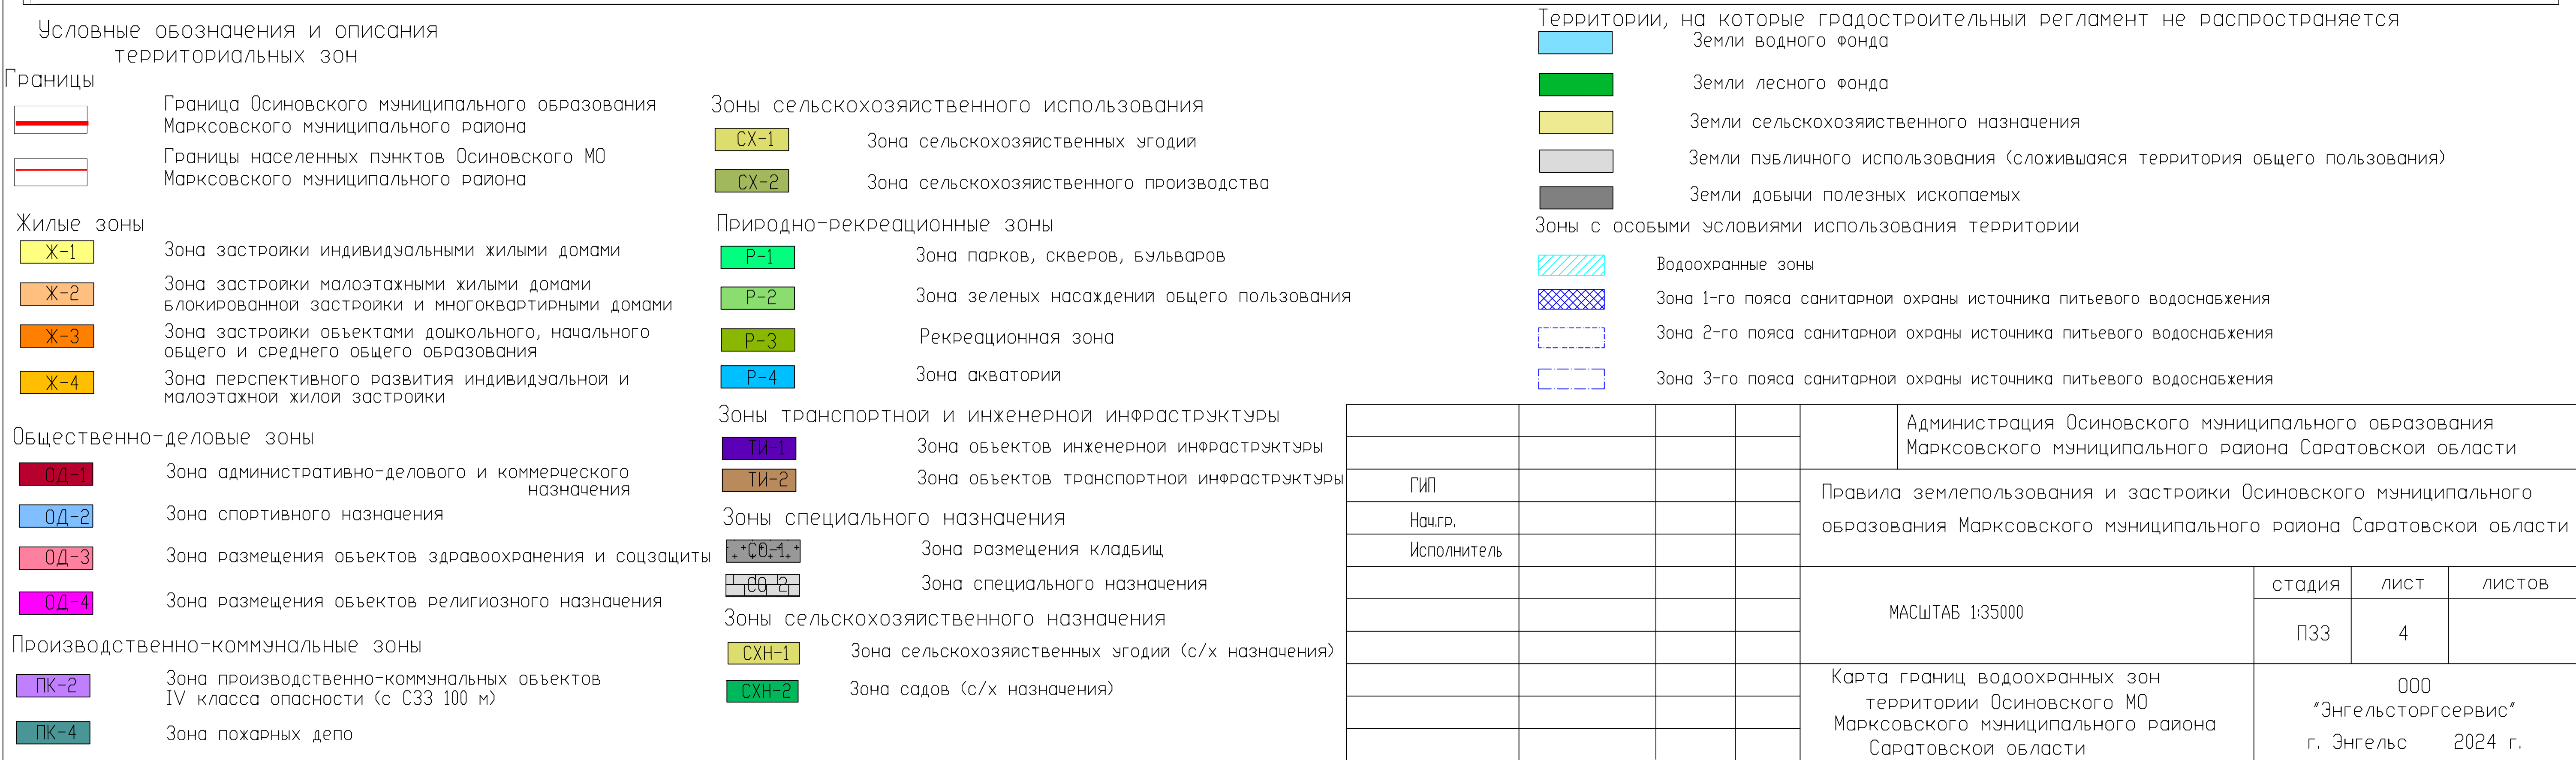 Условные обозначения и описания
территориальных зон
Границы
Граница Осиновского муниципального образования
Марксовского муниципального района
Границы населенных пунктов Осиновского МО
Марксовского муниципального района
Жилые зоны
Ж-1 Зона застройки индивидуальными жилыми домами
Ж-2 Зона застройки малоэтажными жилыми домами
блокированной застройки и многоквартирными домами
Ж-3 Зона застройки объектами дошкольного, начального
общего и среднего общего образования
Ж-4 Зона перспективного развития индивидуальной и
малоэтажной жилой застройки
Общественно-деловые зоны
ОД-1 Зона административно-делового и коммерческого
назначения
ОД-2 Зона спортивного назначения
ОД-3 Зона размещения объектов здравоохранения и соцзащиты
ОД-4 Зона размещения объектов религиозного назначения
Производственно-коммунальные зоны
ПК-2 Зона производственно-коммунальных объектов
IV класса опасности (с СЗЗ 100 м)
ПК-4 Зона пожарных депо
Зоны сельскохозяйственного использования
СХ-1 Зона сельскохозяйственных угодий
СХ-2 Зона сельскохозяйственного производства
Природно-рекреационные зоны
Р-1 Зона парков, скверов, бульваров
Р-2 Зона зеленых насаждений общего пользования
Р-3 Рекреационная зона
Р-4 Зона акваторий
Зоны транспортной и инженерной инфраструктуры
ТИ-1 Зона объектов инженерной инфраструктуры
ТИ-2 Зона объектов транспортной инфраструктуры
Зоны специального назначения
СО-1 Зона размещения кладбищ
СО-2 Зона специального назначения
Зоны сельскохозяйственного назначения
СХН-1 Зона сельскохозяйственных угодий (с/х назначения)
СХН-2 Зона садов (с/х назначения)
Территории, на которые градостроительный регламент не распространяется
Земли водного фонда
Земли лесного фонда
Земли сельскохозяйственного назначения
Земли публичного использования (сложившаяся территория общего пользования)
Земли добычи полезных ископаемых
Зоны с особыми условиями использования территории
Водоохранные зоны
Зона 1-го пояса санитарной охраны источника питьевого водоснабжения
Зона 2-го пояса санитарной охраны источника питьевого водоснабжения
Зона 3-го пояса санитарной охраны источника питьевого водоснабжения
Администрация Осиновского муниципального образования
Марксовского муниципального района Саратовской области
ГИП
Нач.гр.
Исполнитель
Правила землепользования и застройки Осиновского муниципального
образования Марксовского муниципального района Саратовской области
МАСШТАБ 1:35000
стадия лист листов
ПЗЗ 4
Карта границ водоохранных зон
территории Осиновского МО
Марксовского муниципального района
Саратовской области
ООО
"Энгельсторгсервис"
г. Энгельс 2024 г.